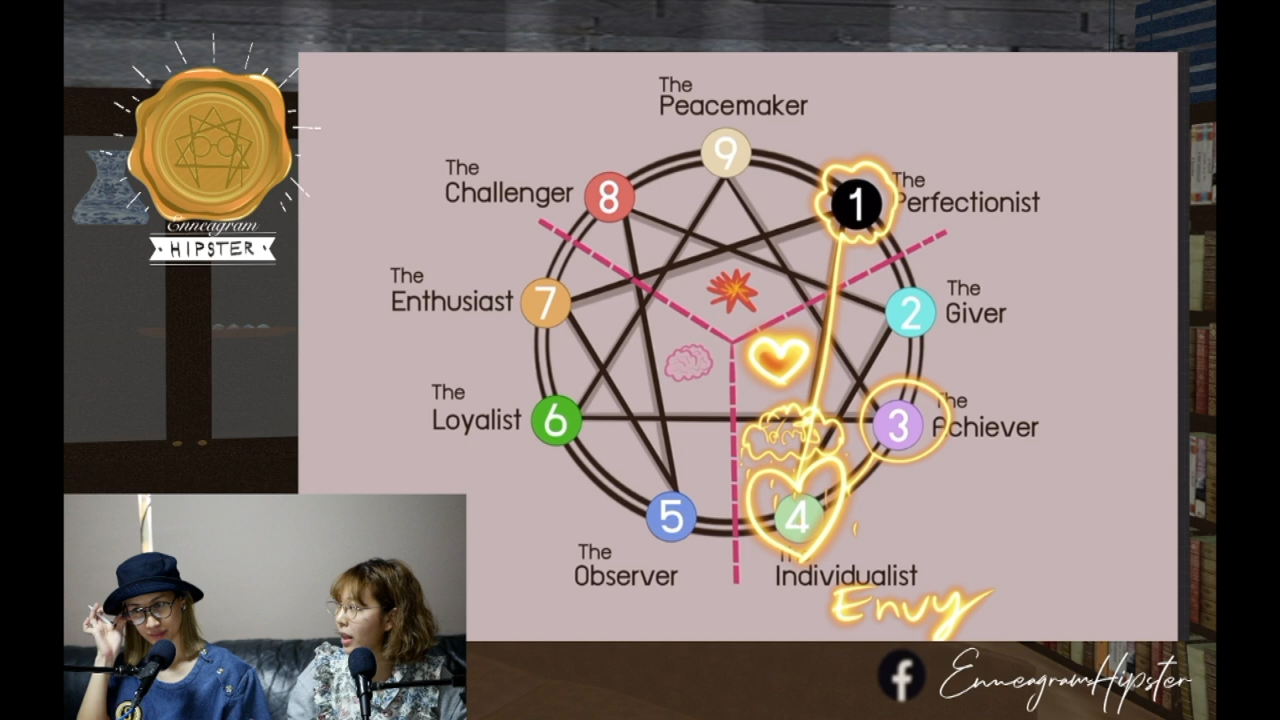 Enneagram
HIPSTER
The
Peacemaker
9
The
Challenger
8
1
The
Perfectionist
The
Enthusiast
7
2
The
Giver
The
Loyalist
6
3
The
Achiever
5
The
Observer
4
Individualist
Envy
f
EnneagramHipster